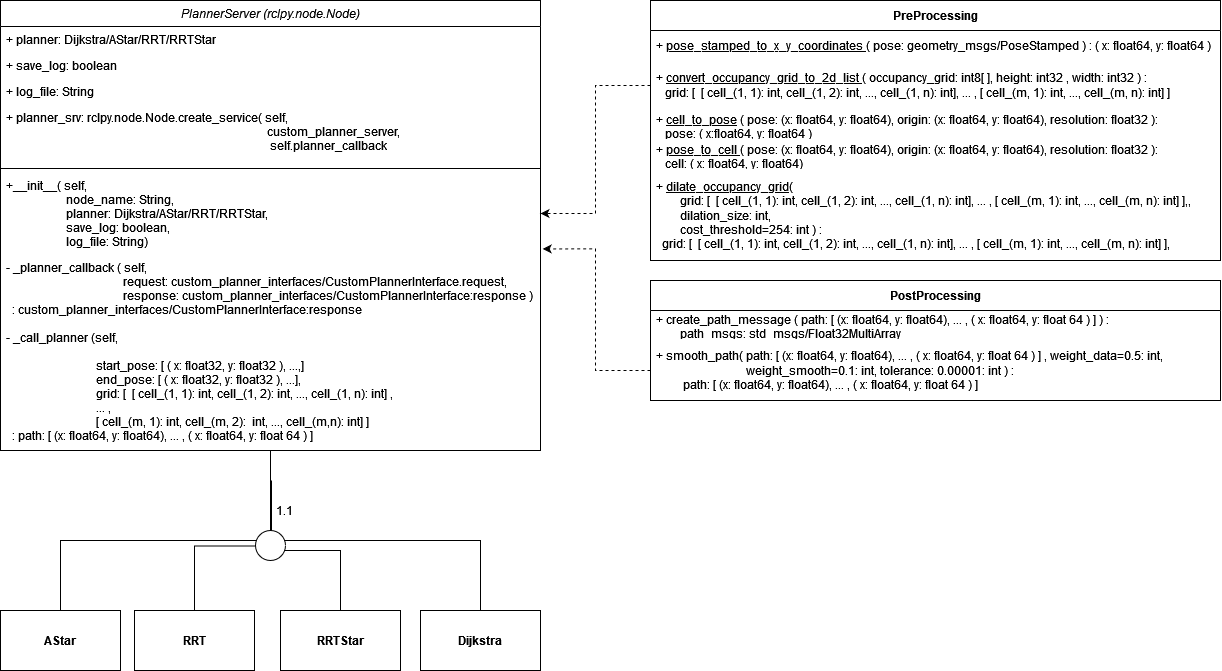 PlannerServer (rclpy.node.Node)
+ planner: Dijkstra/AStar/RRT/RRTStar
+ save_log: boolean
+ log_file: String
+ planner_srv: rclpy.node.Node.create_service( self,
custom_planner_server,
self.planner_callback
+__init__( self,
node_name: String,
planner: Dijkstra/AStar/RRT/RRTStar,
save_log: boolean,
log_file: String)
- _planner_callback ( self,
request: custom_planner_interfaces/CustomPlannerInterface.request,
response: custom_planner_interfaces/CustomPlannerInterface:response )
: custom_planner_interfaces/CustomPlannerInterface:response
- _call_planner (self,
start_pose: [ ( x: float32, y: float32 ), ...,]
end_pose: [ ( x: float32, y: float32 ), ...],
grid: [ [ cell_(1, 1): int, cell_(1, 2): int, ..., cell_(1, n): int] ,
... ,
[ cell_(m, 1): int, cell_(m, 2): int, ..., cell_(m,n): int] ]
: path: [ (x: float64, y: float64), ... , ( x: float64, y: float 64 ) ]
PreProcessing
+ pose_stamped_to_x_y_coordinates ( pose: geometry_msgs/PoseStamped ) : ( x: float64, y: float64 )
+ convert_occupancy_grid_to_2d_list ( occupancy_grid: int8[ ], height: int32 , width: int32 ) :
grid: [ [ cell_(1, 1): int, cell_(1, 2): int, ..., cell_(1, n): int], ... , [ cell_(m, 1): int, ..., cell_(m, n): int] ]
+ cell_to_pose ( pose: (x: float64, y: float64), origin: (x: float64, y: float64), resolution: float32 ):
pose: ( x:float64, y: float64 )
+ pose_to_cell ( pose: (x: float64, y: float64), origin: (x: float64, y: float64), resolution: float32 ):
cell: ( x: float64, y: float64)
+ dilate_occupancy_grid(
grid: [ [ cell_(1, 1): int, cell_(1, 2): int, ..., cell_(1, n): int], ... , [ cell_(m, 1): int, ..., cell_(m, n): int] ],,
dilation_size: int,
cost_threshold=254: int ) :
grid: [ [ cell_(1, 1): int, cell_(1, 2): int, ..., cell_(1, n): int], ... , [ cell_(m, 1): int, ..., cell_(m, n): int] ],
PostProcessing
+ create_path_message ( path: [ (x: float64, y: float64), ... , ( x: float64, y: float 64 ) ] ) :
path_msgs: std_msgs/Float32MultiArray
+ smooth_path( path: [ (x: float64, y: float64), ... , ( x: float64, y: float 64 ) ] , weight_data=0.5: int,
weight_smooth=0.1: int, tolerance: 0.00001: int ) :
path: [ (x: float64, y: float64), ... , ( x: float64, y: float 64 ) ]
1.1
AStar
RRT
RRTStar
Dijkstra